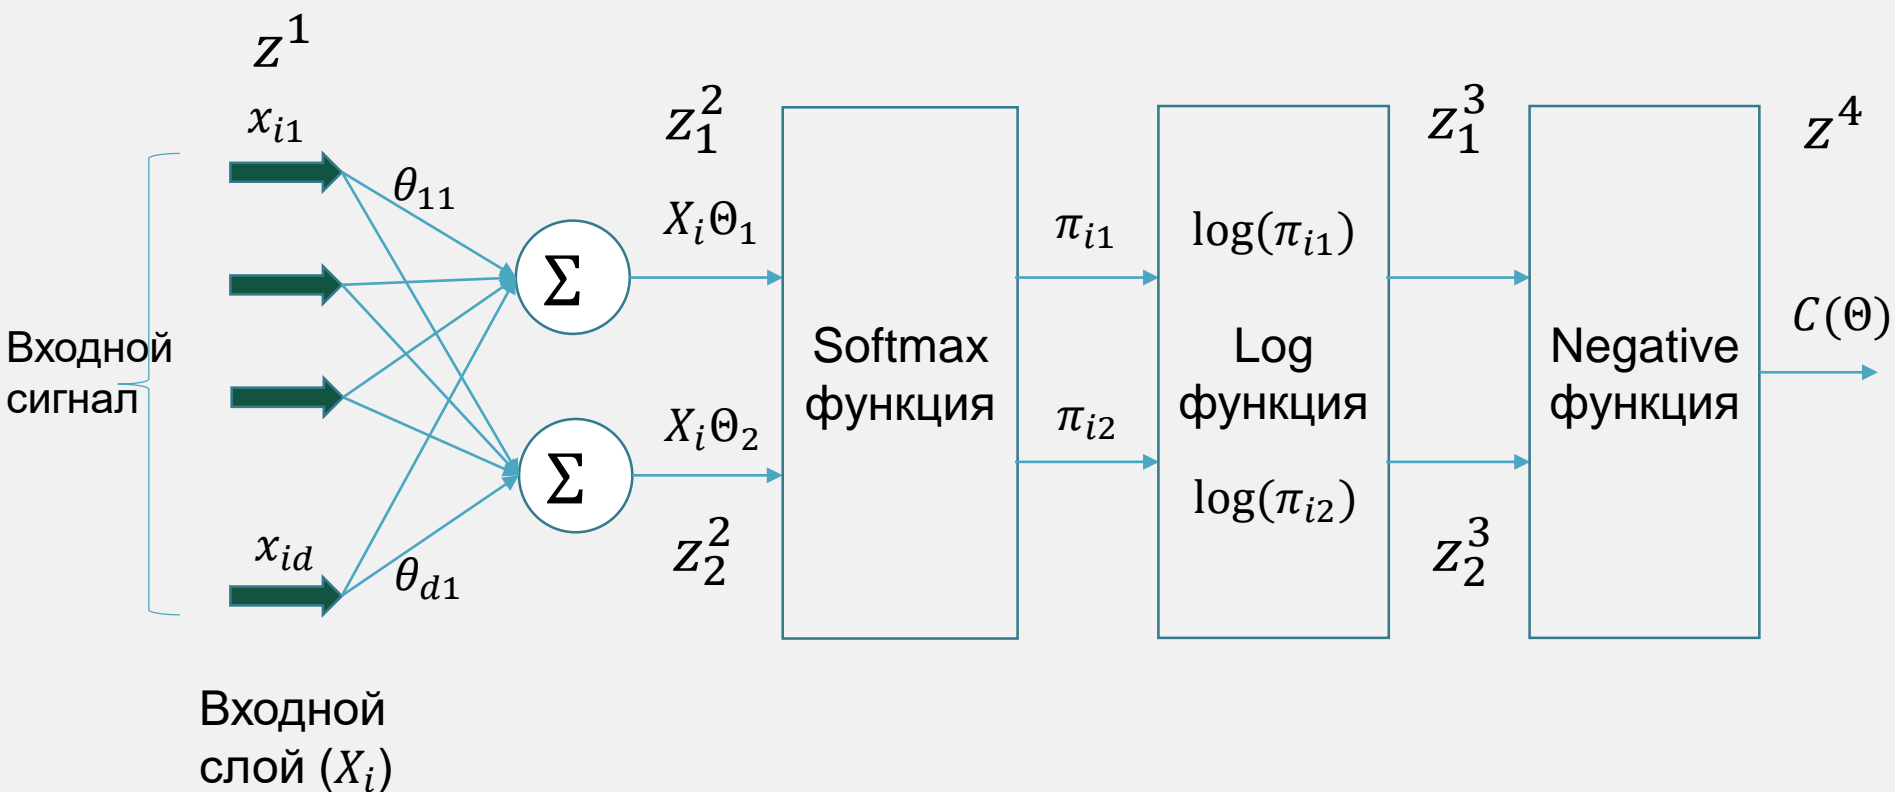 z¹
x_{i1}
θ_{11}
Входной
сигнал
x_{id}
θ_{d1}
Входной
слой (X_i)
Σ
Σ
z_1^2
X_iΘ_1
X_iΘ_2
z_2^2
Softmax
функция
π_{i1}
π_{i2}
log(π_{i1})
Log
функция
log(π_{i2})
z_1^3
z_2^3
Negative
функция
z⁴
C(Θ)